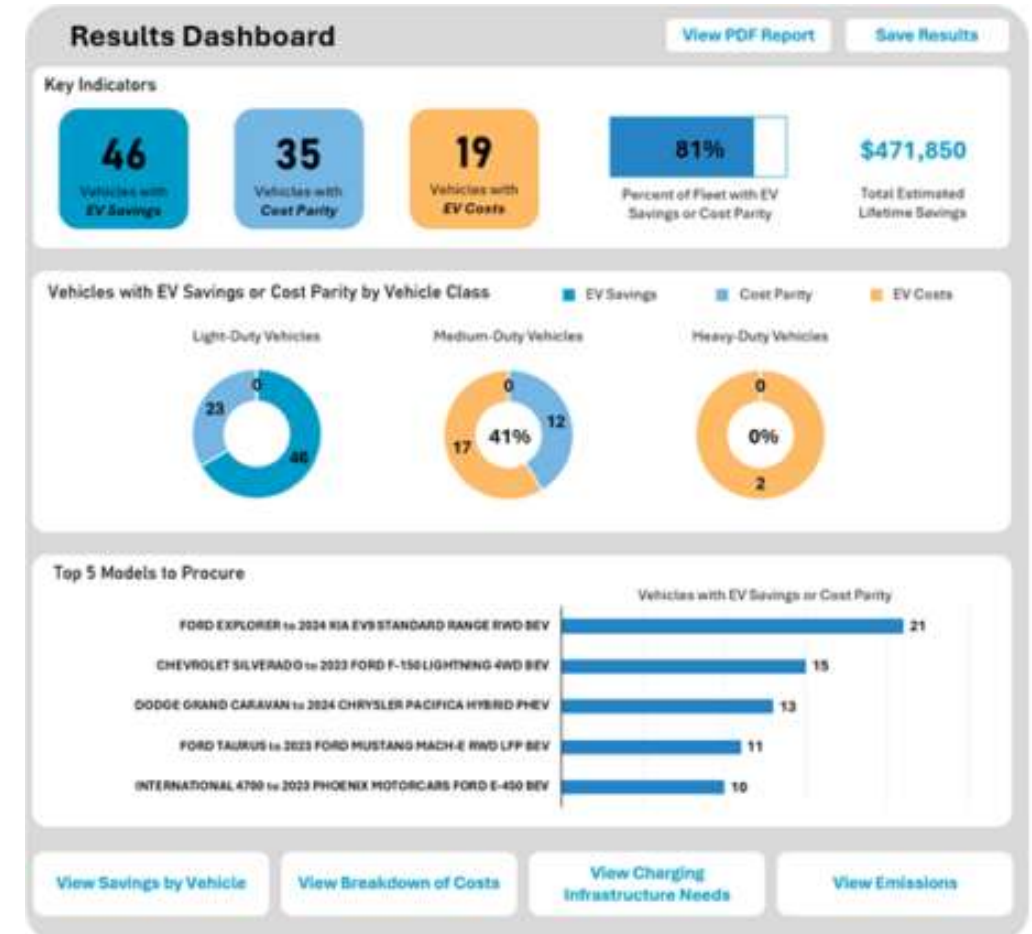 Results Dashboard
View PDF Report
Save Results
Key Indicators
46
Vehicles with
EV Savings
35
Vehicles with
Cost Parity
19
Vehicles with
EV Costs
81%
Percent of Fleet with EV
Savings or Cost Parity
$471,850
Total Estimated
Lifetime Savings
Vehicles with EV Savings or Cost Parity by Vehicle Class
EV Savings
Cost Parity
EV Costs
Light-Duty Vehicles
0
23
46
Medium-Duty Vehicles
0
12
17
41%
Heavy-Duty Vehicles
0
0%
2
Top 5 Models to Procure
Vehicles with EV Savings or Cost Parity
FORD EXPLORER to 2024 KIA EV9 STANDARD RANGE RWD BEV
21
CHEVROLET SILVERADO to 2023 FORD F-150 LIGHTNING 4WD BEV
15
DODGE GRAND CARAVAN to 2024 CHRYSLER PACIFICA HYBRID PHEV
13
FORD TAURUS to 2023 FORD MUSTANG MACH-E RWD LFP BEV
11
INTERNATIONAL 4700 to 2023 PHOENIX MOTORCARS FORD E-450 BEV
10
View Savings by Vehicle
View Breakdown of Costs
View Charging
Infrastructure Needs
View Emissions